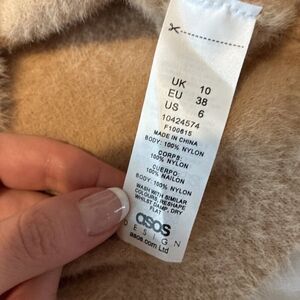 UK 10
EU 38
US 6
10424574
F100615
MADE IN CHINA
BODY: 100% NYLON
CORPS:
100% NYLON
CUERPO:
100% NAILON
BODY: 100% NYLON
WASH WITH SIMILAR
COLOURS, RESHAPE
WHILST DAMP, DRY
FLAT
asos
DESIGN
asos.com Ltd